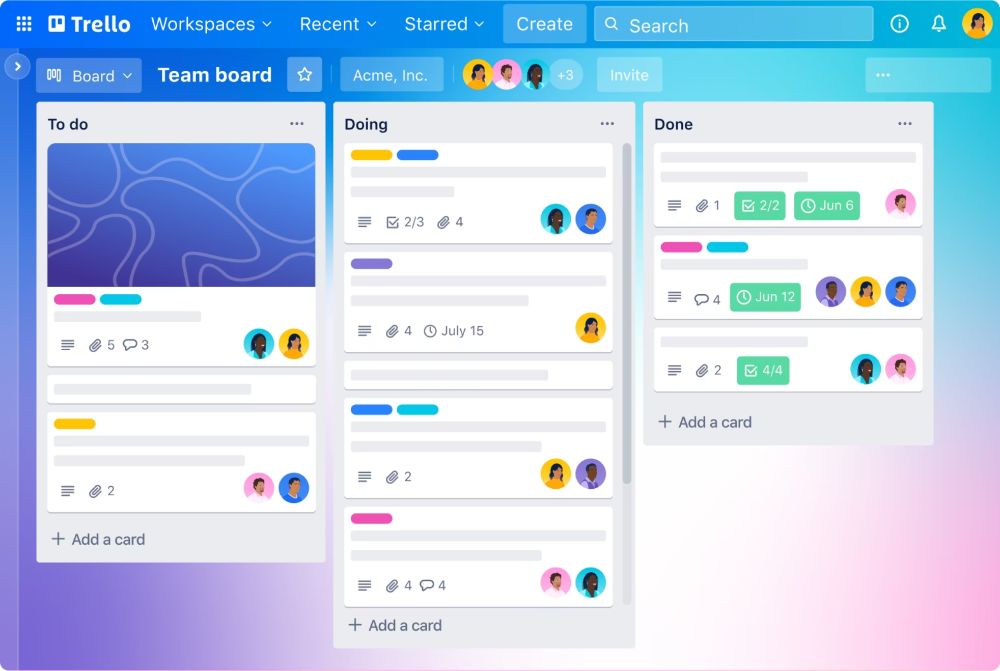 Trello Workspaces Recent Starred Create Search
Board Team board Acme, Inc. +3 Invite
To do
5 3
2
Add a card
Doing
2/3 4
4 July 15
2
4 4
Add a card
Done
1 2/2 Jun 6
4 Jun 12
2 4/4
Add a card